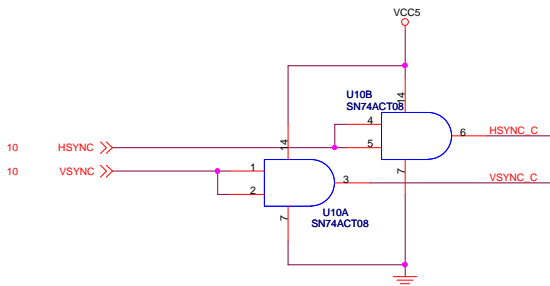 VCC5
U10B
SN74ACT08
14
4
5
6
7
HSYNC_C
10 HSYNC
10 VSYNC
14
1
2
3
7
VSYNC_C
U10A
SN74ACT08